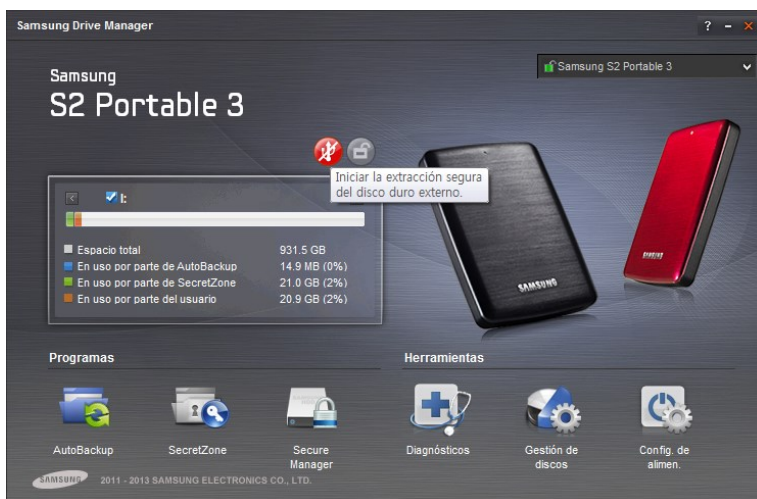 Samsung Drive Manager
? -
Samsung S2 Portable 3
Samsung
S2 Portable 3
Iniciar la extracción segura
del disco duro externo.
I:
Espacio total 931.5 GB
En uso por parte de AutoBackup 14.9 MB (0%)
En uso por parte de SecretZone 21.0 GB (2%)
En uso por parte del usuario 20.9 GB (2%)
SAMSUNG
SAMSUNG
Programas
Herramientas
AutoBackup
SecretZone
Secure
Manager
Diagnósticos
Gestión de
discos
Config. de
alimen.
SAMSUNG 2011 - 2013 SAMSUNG ELECTRONICS CO., LTD.